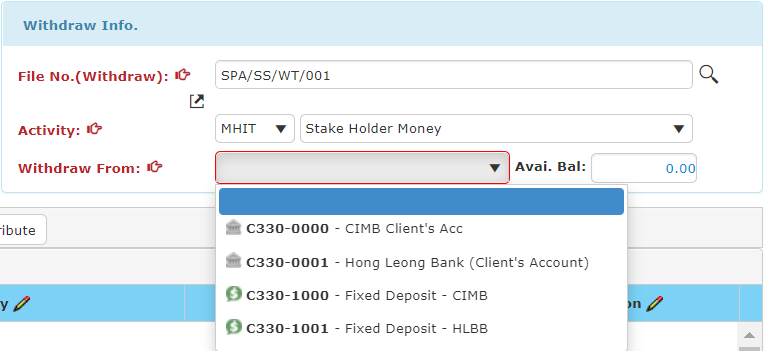 Withdraw Info.
File No.(Withdraw): SPA/SS/WT/001
Activity: MHIT Stake Holder Money
Withdraw From: Avai. Bal: 0.00
C330-0000 - CIMB Client's Acc
ribute
C330-0001 - Hong Leong Bank (Client's Account)
C330-1000 - Fixed Deposit - CIMB
y on
C330-1001 - Fixed Deposit - HLBB